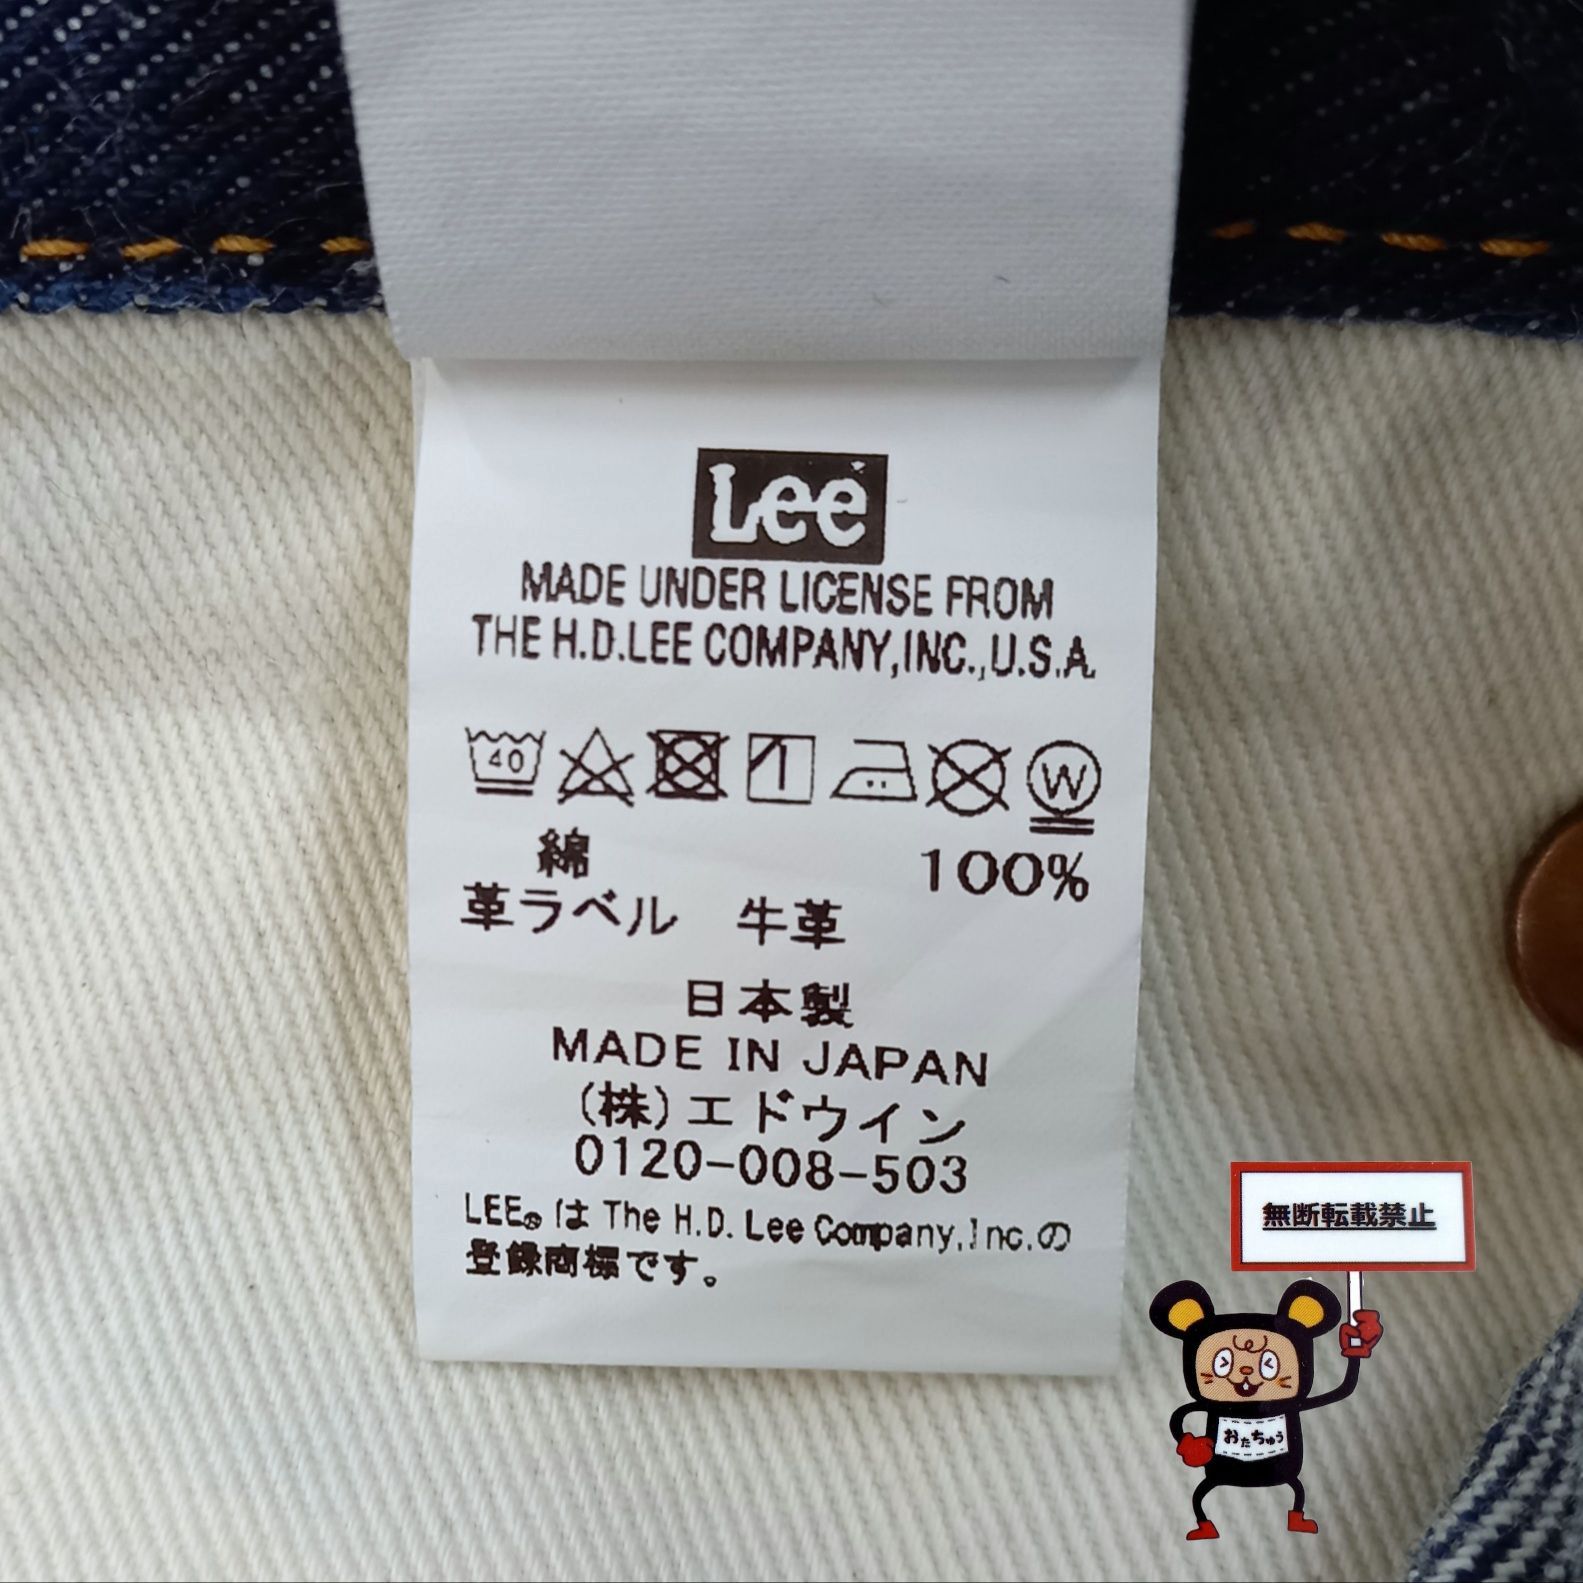 Lee
MADE UNDER LICENSE FROM
THE H.D.LEE COMPANY,INC.,U.S.A.
40
W
綿 100%
革ラベル 牛革
日本製
MADE IN JAPAN
(株)エドウイン
0120-008-503
LEE® は The H.D. Lee Company,Inc.の
登録商標です。
無断転載禁止
おたちゅう